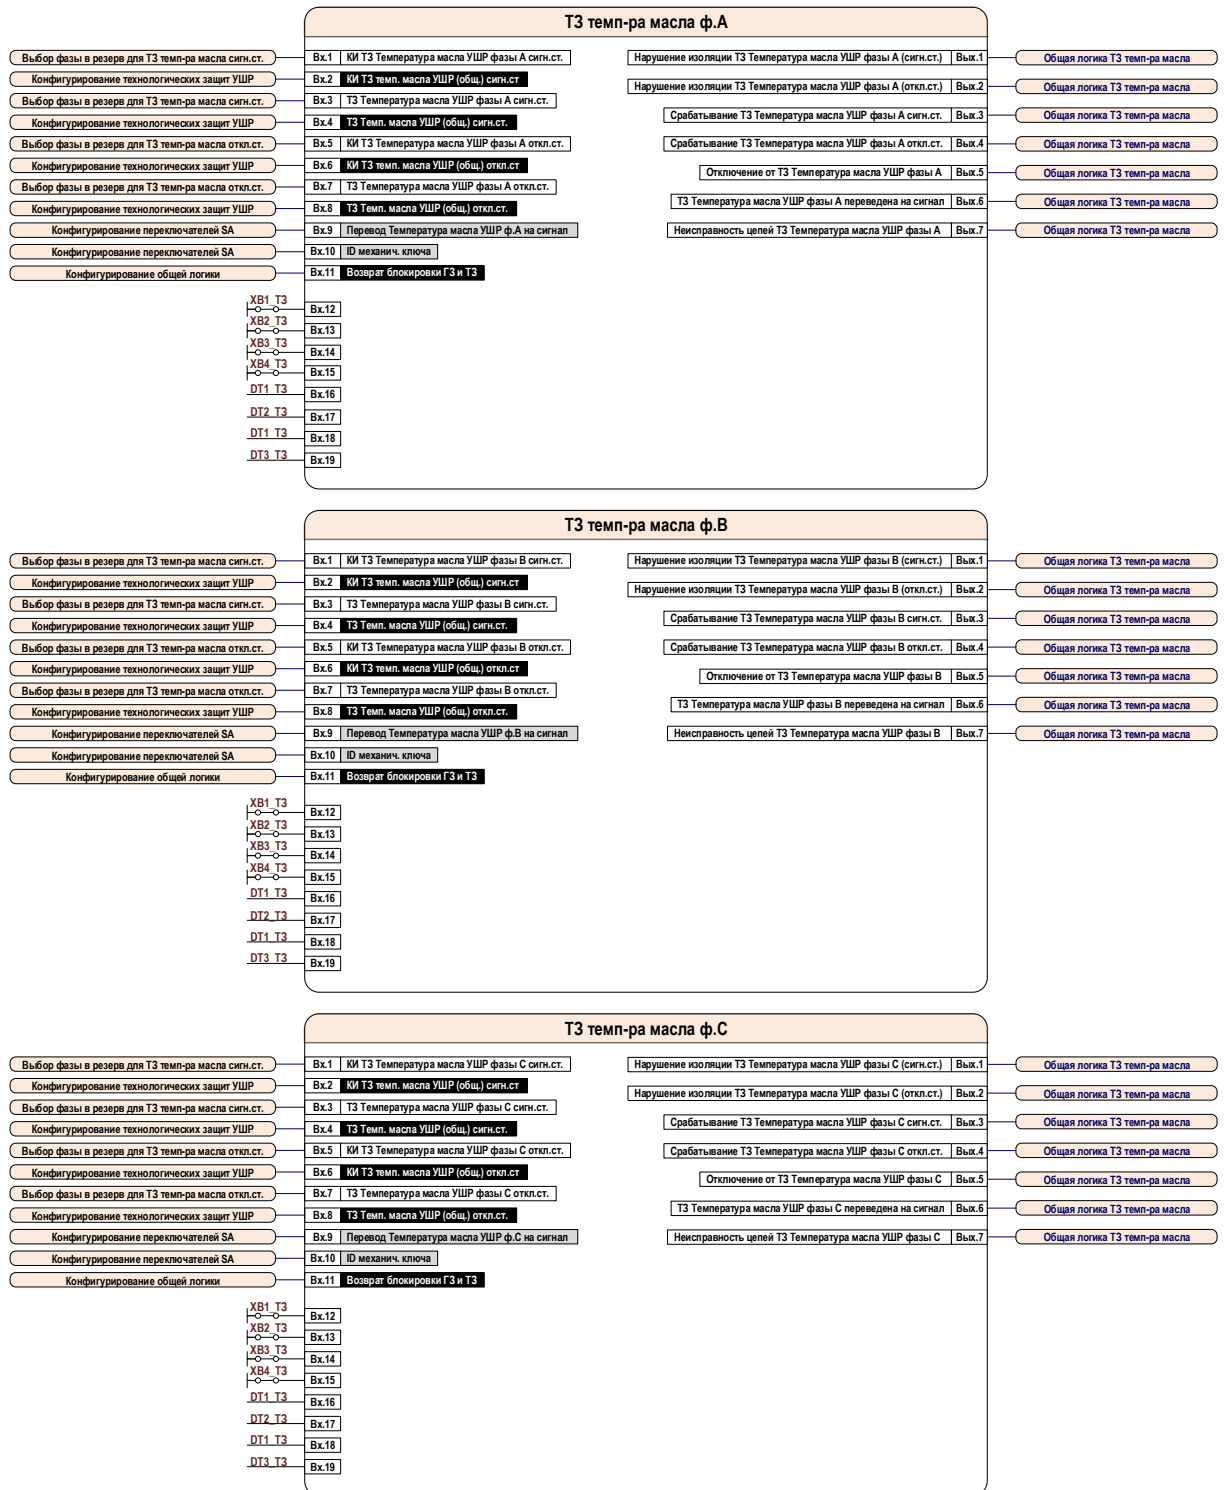 ТЗ темп-ра масла ф.А
Выбор фазы в резерв для ТЗ темп-ра масла сигн.ст. Вх.1 КИ ТЗ Температура масла УШР фазы А сигн.ст. Нарушение изоляции ТЗ Температура масла УШР фазы А (сигн.ст.) Вых.1 Общая логика ТЗ темп-ра масла
Конфигурирование технологических защит УШР Вх.2 КИ ТЗ темп. масла УШР (общ.) сигн.ст Нарушение изоляции ТЗ Температура масла УШР фазы А (откл.ст.) Вых.2 Общая логика ТЗ темп-ра масла
Выбор фазы в резерв для ТЗ темп-ра масла сигн.ст. Вх.3 ТЗ Температура масла УШР фазы А сигн.ст. Срабатывание ТЗ Температура масла УШР фазы А сигн.ст. Вых.3 Общая логика ТЗ темп-ра масла
Конфигурирование технологических защит УШР Вх.4 ТЗ Темп. масла УШР (общ.) сигн.ст.
Выбор фазы в резерв для ТЗ темп-ра масла откл.ст. Вх.5 КИ ТЗ Температура масла УШР фазы А откл.ст. Срабатывание ТЗ Температура масла УШР фазы А откл.ст. Вых.4 Общая логика ТЗ темп-ра масла
Конфигурирование технологических защит УШР Вх.6 КИ ТЗ темп. масла УШР (общ.) откл.ст Отключение от ТЗ Температура масла УШР фазы А Вых.5 Общая логика ТЗ темп-ра масла
Выбор фазы в резерв для ТЗ темп-ра масла откл.ст. Вх.7 ТЗ Температура масла УШР фазы А откл.ст.
Конфигурирование технологических защит УШР Вх.8 ТЗ Темп. масла УШР (общ.) откл.ст. ТЗ Температура масла УШР фазы А переведена на сигнал Вых.6 Общая логика ТЗ темп-ра масла
Конфигурирование переключателей SA Вх.9 Перевод Температура масла УШР ф.А на сигнал Неисправность цепей ТЗ Температура масла УШР фазы А Вых.7 Общая логика ТЗ темп-ра масла
Конфигурирование переключателей SA Вх.10 ID механич. ключа
Конфигурирование общей логики Вх.11 Возврат блокировки ГЗ и ТЗ
XB1_ТЗ Вх.12
XB2_ТЗ Вх.13
XB3_ТЗ Вх.14
XB4_ТЗ Вх.15
DT1_ТЗ Вх.16
DT2_ТЗ Вх.17
DT1_ТЗ Вх.18
DT3_ТЗ Вх.19
ТЗ темп-ра масла ф.В
Выбор фазы в резерв для ТЗ темп-ра масла сигн.ст. Вх.1 КИ ТЗ Температура масла УШР фазы В сигн.ст. Нарушение изоляции ТЗ Температура масла УШР фазы В (сигн.ст.) Вых.1 Общая логика ТЗ темп-ра масла
Конфигурирование технологических защит УШР Вх.2 КИ ТЗ темп. масла УШР (общ.) сигн.ст Нарушение изоляции ТЗ Температура масла УШР фазы В (откл.ст.) Вых.2 Общая логика ТЗ темп-ра масла
Выбор фазы в резерв для ТЗ темп-ра масла сигн.ст. Вх.3 ТЗ Температура масла УШР фазы В сигн.ст. Срабатывание ТЗ Температура масла УШР фазы В сигн.ст. Вых.3 Общая логика ТЗ темп-ра масла
Конфигурирование технологических защит УШР Вх.4 ТЗ Темп. масла УШР (общ.) сигн.ст.
Выбор фазы в резерв для ТЗ темп-ра масла откл.ст. Вх.5 КИ ТЗ Температура масла УШР фазы В откл.ст. Срабатывание ТЗ Температура масла УШР фазы В откл.ст. Вых.4 Общая логика ТЗ темп-ра масла
Конфигурирование технологических защит УШР Вх.6 КИ ТЗ темп. масла УШР (общ.) откл.ст Отключение от ТЗ Температура масла УШР фазы В Вых.5 Общая логика ТЗ темп-ра масла
Выбор фазы в резерв для ТЗ темп-ра масла откл.ст. Вх.7 ТЗ Температура масла УШР фазы В откл.ст.
Конфигурирование технологических защит УШР Вх.8 ТЗ Темп. масла УШР (общ.) откл.ст. ТЗ Температура масла УШР фазы В переведена на сигнал Вых.6 Общая логика ТЗ темп-ра масла
Конфигурирование переключателей SA Вх.9 Перевод Температура масла УШР ф.В на сигнал Неисправность цепей ТЗ Температура масла УШР фазы В Вых.7 Общая логика ТЗ темп-ра масла
Конфигурирование переключателей SA Вх.10 ID механич. ключа
Конфигурирование общей логики Вх.11 Возврат блокировки ГЗ и ТЗ
XB1_ТЗ Вх.12
XB2_ТЗ Вх.13
XB3_ТЗ Вх.14
XB4_ТЗ Вх.15
DT1_ТЗ Вх.16
DT2_ТЗ Вх.17
DT1_ТЗ Вх.18
DT3_ТЗ Вх.19
ТЗ темп-ра масла ф.С
Выбор фазы в резерв для ТЗ темп-ра масла сигн.ст. Вх.1 КИ ТЗ Температура масла УШР фазы С сигн.ст. Нарушение изоляции ТЗ Температура масла УШР фазы С (сигн.ст.) Вых.1 Общая логика ТЗ темп-ра масла
Конфигурирование технологических защит УШР Вх.2 КИ ТЗ темп. масла УШР (общ.) сигн.ст Нарушение изоляции ТЗ Температура масла УШР фазы С (откл.ст.) Вых.2 Общая логика ТЗ темп-ра масла
Выбор фазы в резерв для ТЗ темп-ра масла сигн.ст. Вх.3 ТЗ Температура масла УШР фазы С сигн.ст. Срабатывание ТЗ Температура масла УШР фазы С сигн.ст. Вых.3 Общая логика ТЗ темп-ра масла
Конфигурирование технологических защит УШР Вх.4 ТЗ Темп. масла УШР (общ.) сигн.ст.
Выбор фазы в резерв для ТЗ темп-ра масла откл.ст. Вх.5 КИ ТЗ Температура масла УШР фазы С откл.ст. Срабатывание ТЗ Температура масла УШР фазы С откл.ст. Вых.4 Общая логика ТЗ темп-ра масла
Конфигурирование технологических защит УШР Вх.6 КИ ТЗ темп. масла УШР (общ.) откл.ст Отключение от ТЗ Температура масла УШР фазы С Вых.5 Общая логика ТЗ темп-ра масла
Выбор фазы в резерв для ТЗ темп-ра масла откл.ст. Вх.7 ТЗ Температура масла УШР фазы С откл.ст.
Конфигурирование технологических защит УШР Вх.8 ТЗ Темп. масла УШР (общ.) откл.ст. ТЗ Температура масла УШР фазы С переведена на сигнал Вых.6 Общая логика ТЗ темп-ра масла
Конфигурирование переключателей SA Вх.9 Перевод Температура масла УШР ф.С на сигнал Неисправность цепей ТЗ Температура масла УШР фазы С Вых.7 Общая логика ТЗ темп-ра масла
Конфигурирование переключателей SA Вх.10 ID механич. ключа
Конфигурирование общей логики Вх.11 Возврат блокировки ГЗ и ТЗ
XB1_ТЗ Вх.12
XB2_ТЗ Вх.13
XB3_ТЗ Вх.14
XB4_ТЗ Вх.15
DT1_ТЗ Вх.16
DT2_ТЗ Вх.17
DT1_ТЗ Вх.18
DT3_ТЗ Вх.19